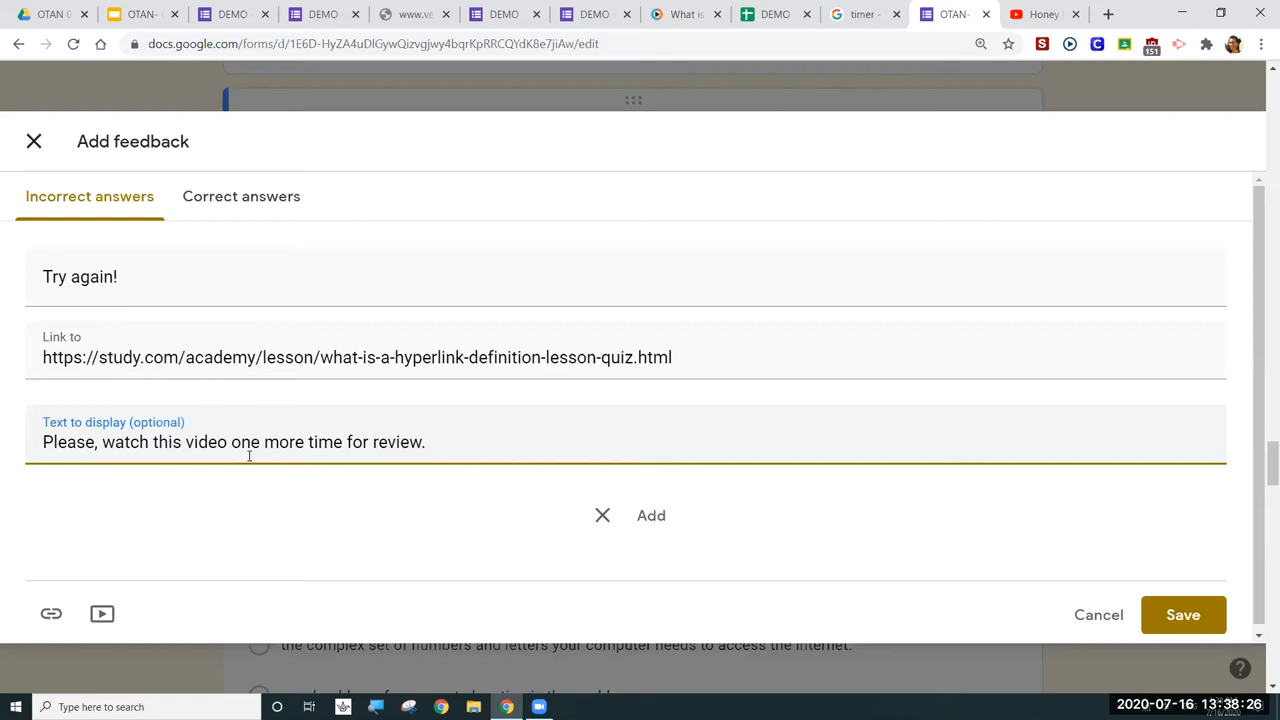 OTAN 2
OTAN-
DEMO
DEMO -
www.ve
DEMO
DEMO
What is
DEMO
timer -
OTAN-
Honey
docs.google.com/forms/d/1E6D-HyZA4uDlGywQizvgJwy4bqrKpRRCQYdK8e7jiAw/edit
151
Add feedback
Incorrect answers
Correct answers
Try again!
Link to
https://study.com/academy/lesson/what-is-a-hyperlink-definition-lesson-quiz.html
Text to display (optional)
Please, watch this video one more time for review.
Add
Cancel
Save
the complex set of numbers and letters your computer needs to access the internet.
Type here to search
2020-07-16 13:38:26